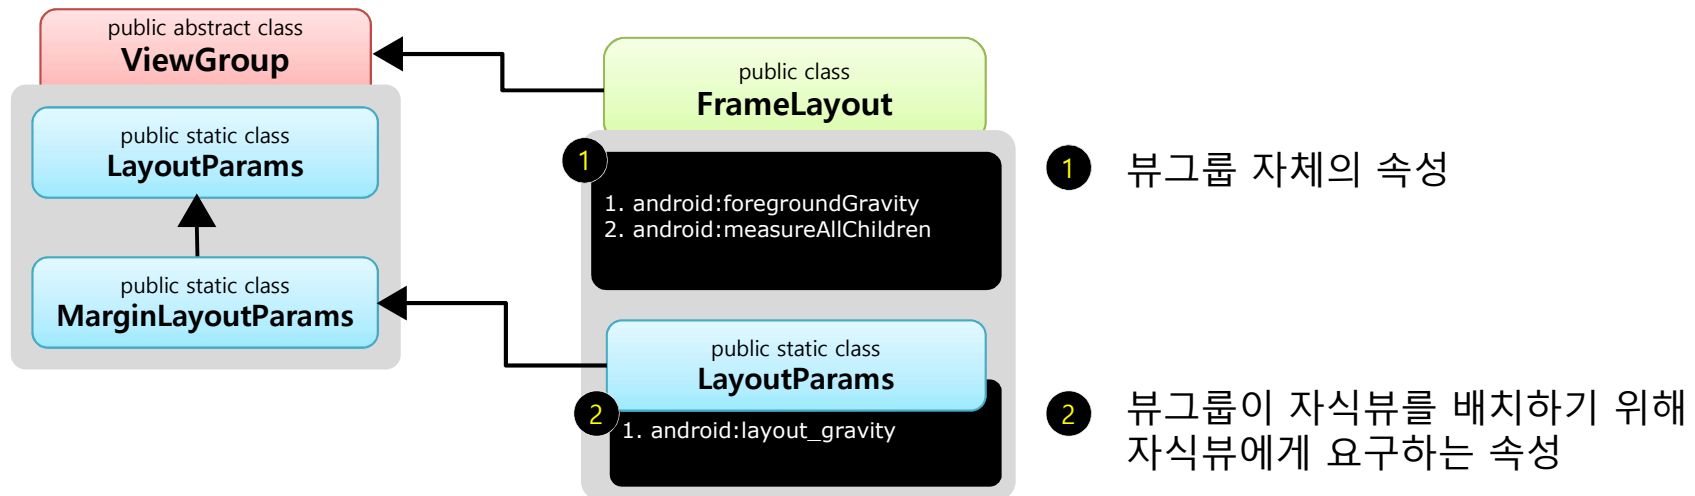 public abstract class
ViewGroup
public static class
LayoutParams
public static class
MarginLayoutParams
public class
FrameLayout
1
1. android:foregroundGravity
2. android:measureAllChildren
public static class
LayoutParams
2
1. android:layout_gravity
1 뷰그룹 자체의 속성
2 뷰그룹이 자식뷰를 배치하기 위해
자식뷰에게 요구하는 속성